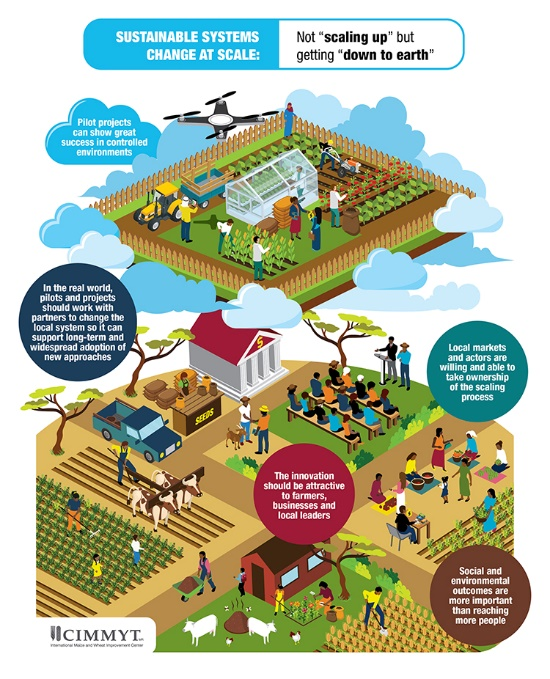 SUSTAINABLE SYSTEMS
CHANGE AT SCALE:
Not “scaling up” but
getting “down to earth”
Pilot projects
can show great
success in controlled
environments
In the real world,
pilots and projects
should work with
partners to change the
local system so it can
support long-term and
widespread adoption of
new approaches
$
Local markets
and actors are
willing and able to
take ownership
of the scaling
process
SEEDS
The innovation
should be attractive
to farmers,
businesses and
local leaders
Social and
environmental
outcomes are
more important
than reaching
more people
CIMMYT
International Maize and Wheat Improvement Center